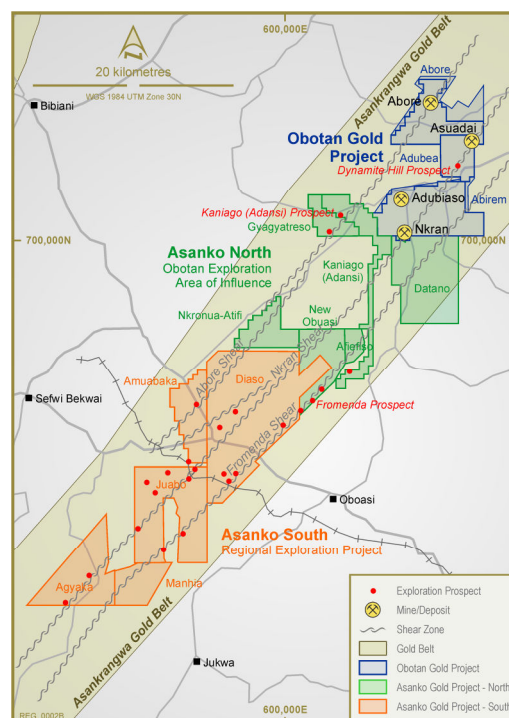 600,000E
20 kilometres
WGS 1984 UTM Zone 30N
Asankrangwa Gold Belt
Bibiani
Abore
Abore
Asuadai
Obotan Gold
Project
Adubea
Dynamite Hill Prospect
Adubiaso
Abirem
Kaniago (Adansi) Prospect
Gyagyatreso
Nkran
700,000N
700,000N
Asanko North
Obotan Exploration
Area of Influence
Kaniago
(Adansi)
Datano
Nkronua-Atifi
New
Obuasi
Afiefiso
Abore Shear
Nkran Shear
Amuabaka
Diaso
Sefwi Bekwai
Fromenda Prospect
Fromenda Shear
Juabo
Oboasi
Asanko South
Regional Exploration Project
Agyaka
Manhia
Asankrangwa Gold Belt
Jukwa
REG_0002B
600,000E
Exploration Prospect
Mine/Deposit
Shear Zone
Gold Belt
Obotan Gold Project
Asanko Gold Project - North
Asanko Gold Project - South